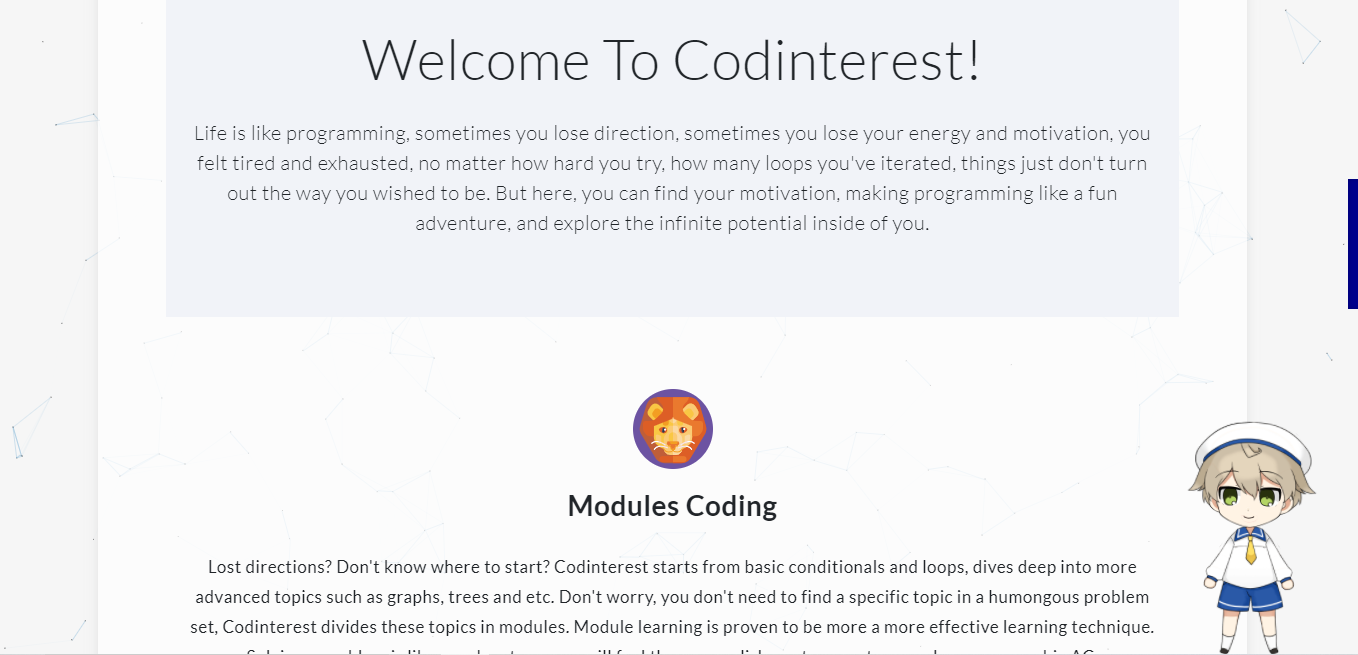 Welcome To Codinterest!
Life is like programming, sometimes you lose direction, sometimes you lose your energy and motivation, you
felt tired and exhausted, no matter how hard you try, how many loops you've iterated, things just don't turn
out the way you wished to be. But here, you can find your motivation, making programming like a fun
adventure, and explore the infinite potential inside of you.
Modules Coding
Lost directions? Don't know where to start? Codinterest starts from basic conditionals and loops, dives deep into more
advanced topics such as graphs, trees and etc. Don't worry, you don't need to find a specific topic in a humongous problem
set, Codinterest divides these topics in modules. Module learning is proven to be more a more effective learning technique.